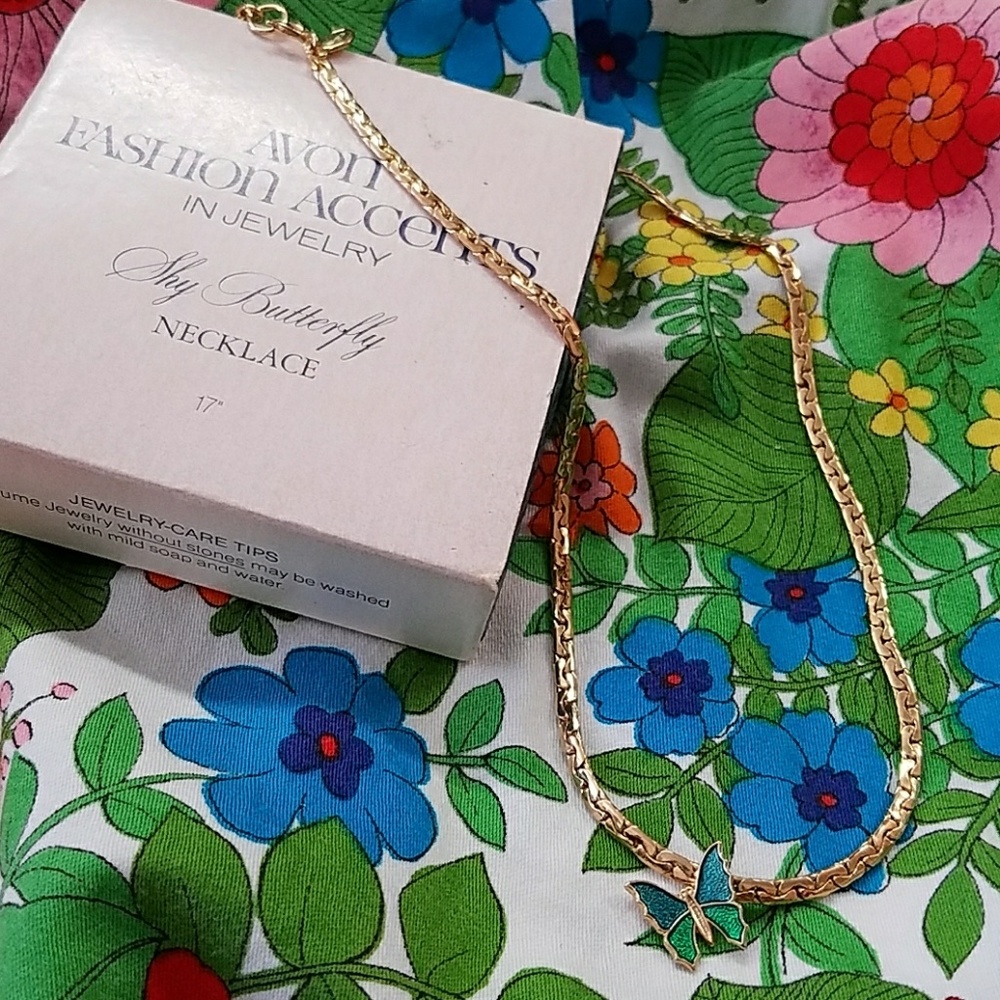 AVON
FASHION ACCENTS
IN JEWELRY
Shy Butterfly
NECKLACE
17"
JEWELRY-CARE TIPS
ume Jewelry without stones may be washed
with mild soap and water.